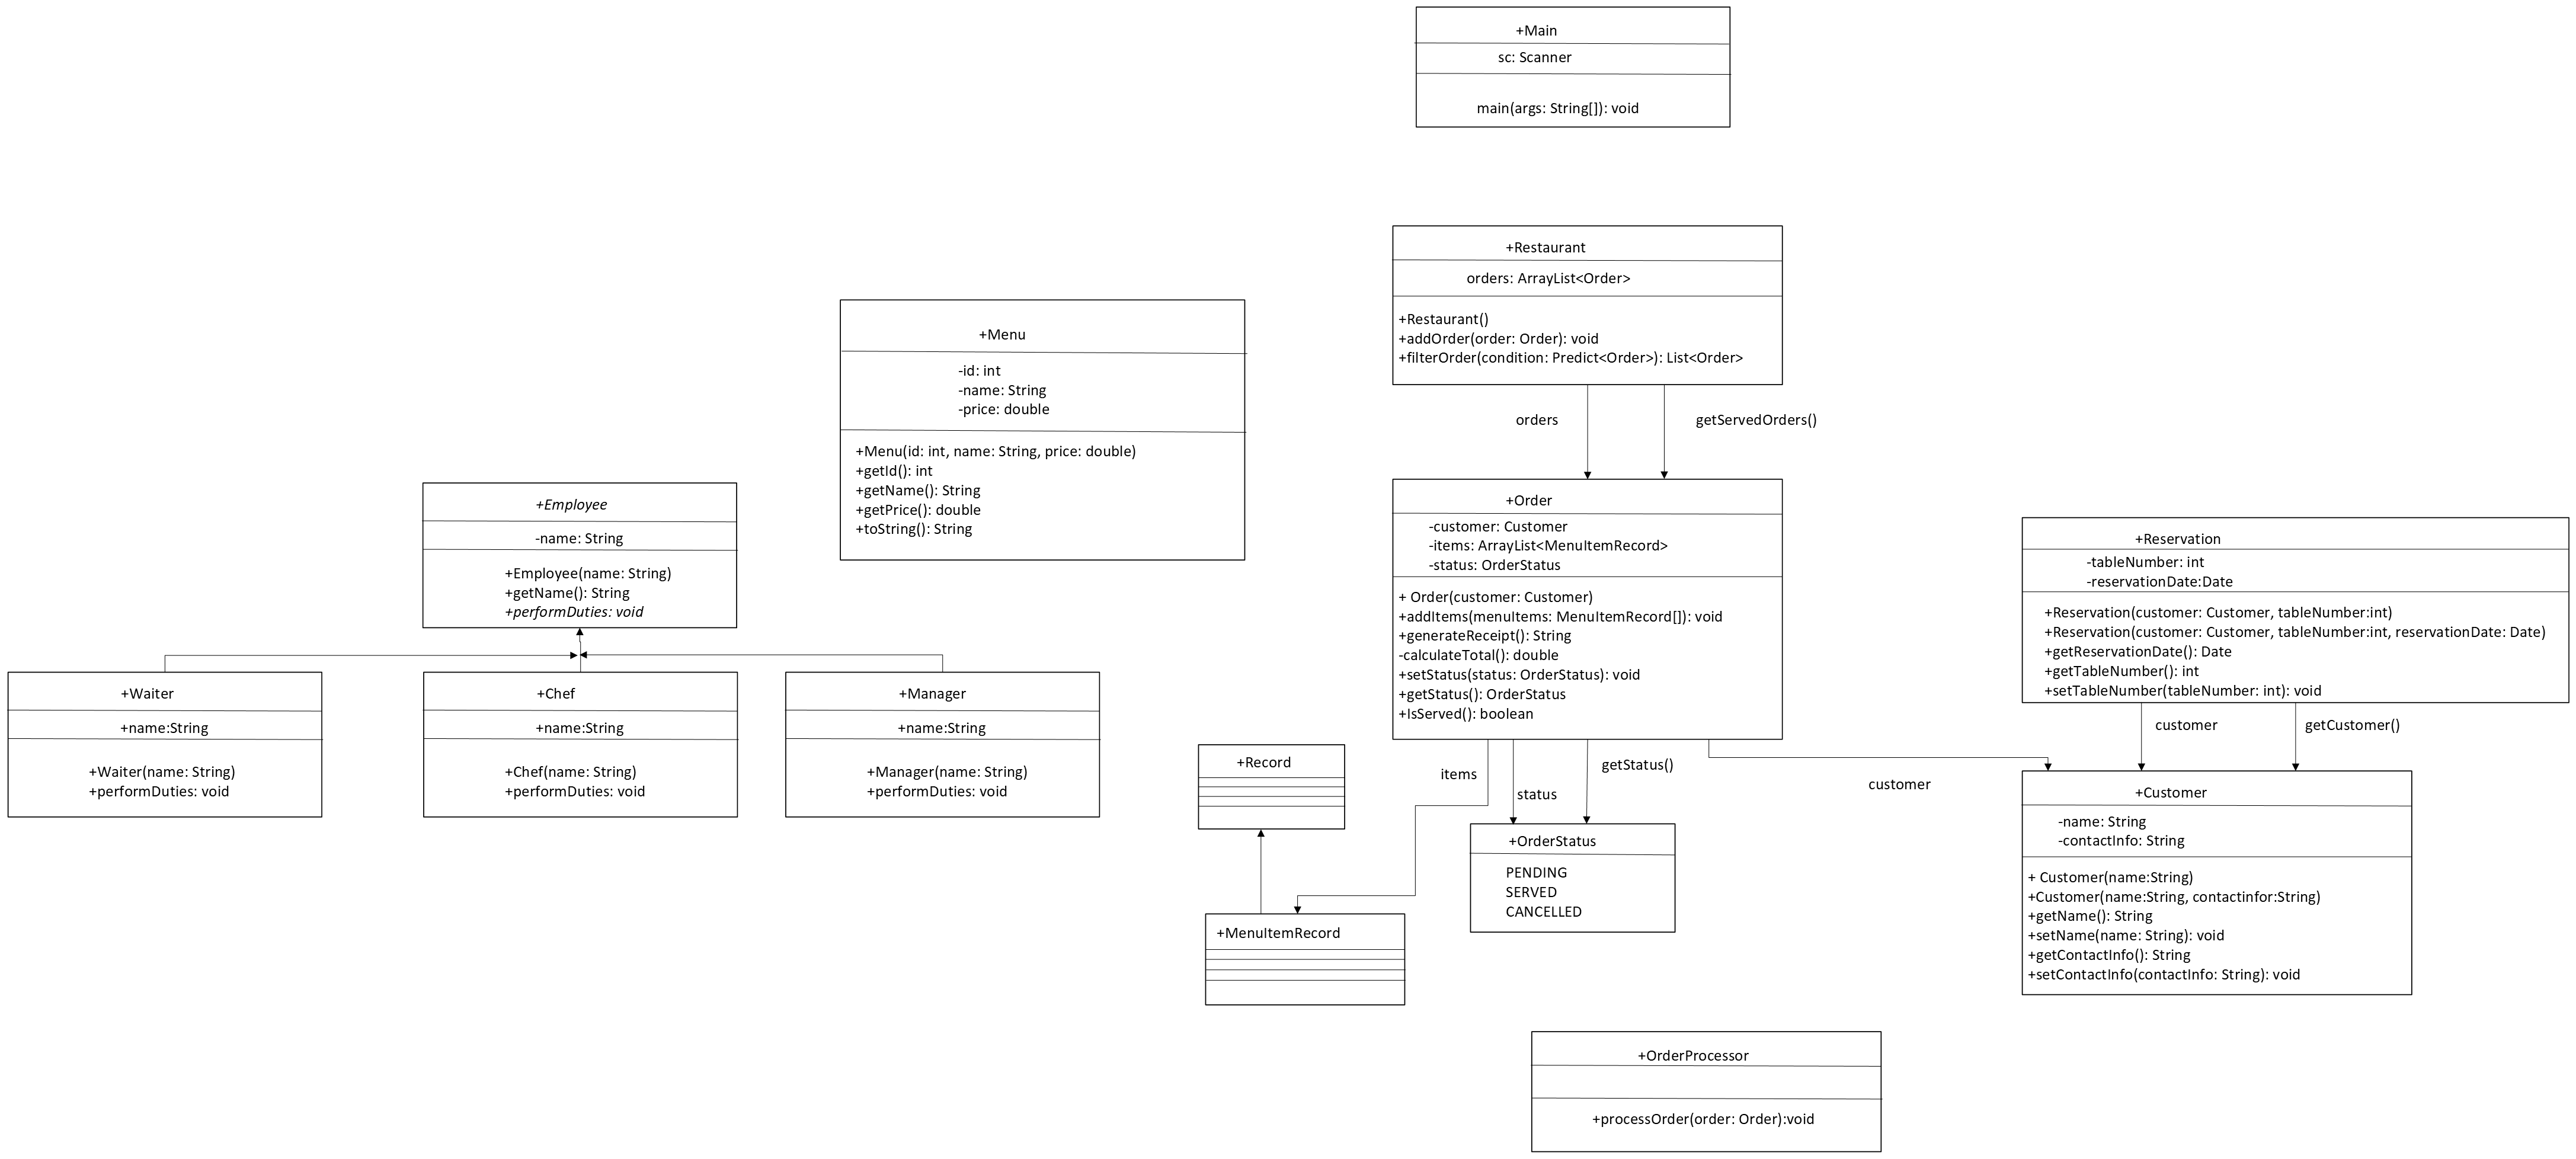 +Main
sc: Scanner
main(args: String[]): void
+Restaurant
orders: ArrayList<Order>
+Restaurant()
+addOrder(order: Order): void
+filterOrder(condition: Predict<Order>): List<Order>
orders
getServedOrders()
+Menu
-id: int
-name: String
-price: double
+Menu(id: int, name: String, price: double)
+getId(): int
+getName(): String
+getPrice(): double
+toString(): String
+Employee
-name: String
+Employee(name: String)
+getName(): String
+performDuties: void
+Waiter
+name:String
+Waiter(name: String)
+performDuties: void
+Chef
+name:String
+Chef(name: String)
+performDuties: void
+Manager
+name:String
+Manager(name: String)
+performDuties: void
+Order
-customer: Customer
-items: ArrayList<MenuItemRecord>
-status: OrderStatus
+ Order(customer: Customer)
+addItems(menuItems: MenuItemRecord[]): void
+generateReceipt(): String
-calculateTotal(): double
+setStatus(status: OrderStatus): void
+getStatus(): OrderStatus
+IsServed(): boolean
items
status
getStatus()
customer
+Reservation
-tableNumber: int
-reservationDate:Date
+Reservation(customer: Customer, tableNumber:int)
+Reservation(customer: Customer, tableNumber:int, reservationDate: Date)
+getReservationDate(): Date
+getTableNumber(): int
+setTableNumber(tableNumber: int): void
customer
getCustomer()
+Record
+MenuItemRecord
+OrderStatus
PENDING
SERVED
CANCELLED
+Customer
-name: String
-contactInfo: String
+ Customer(name:String)
+Customer(name:String, contactinfor:String)
+getName(): String
+setName(name: String): void
+getContactInfo(): String
+setContactInfo(contactInfo: String): void
+OrderProcessor
+processOrder(order: Order):void